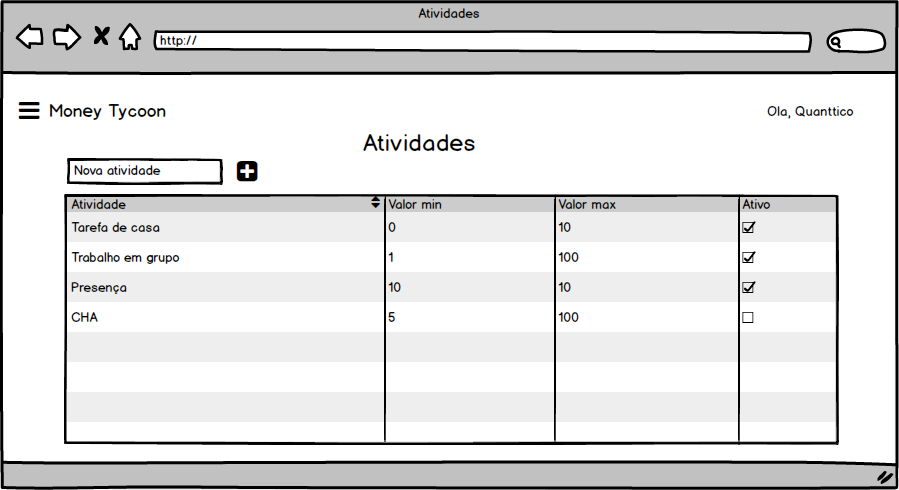 Atividades
http://
Money Tycoon
Ola, Quanttico
Atividades
Nova atividade
Atividade Valor min Valor max Ativo
Tarefa de casa 0 10
Trabalho em grupo 1 100
Presença 10 10
CHA 5 100